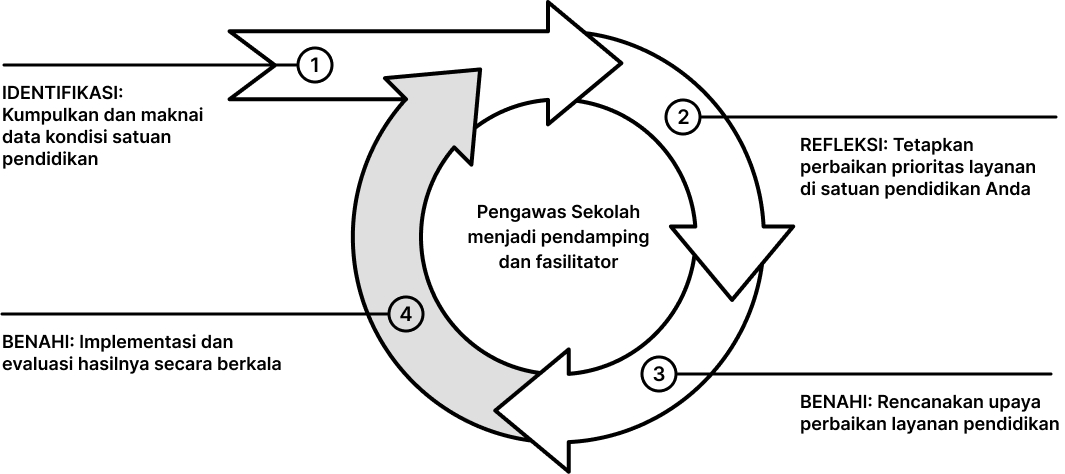 1
IDENTIFIKASI:
Kumpulkan dan maknai
data kondisi satuan
pendidikan
2
REFLEKSI: Tetapkan
perbaikan prioritas layanan
di satuan pendidikan Anda
Pengawas Sekolah
menjadi pendamping
dan fasilitator
3
BENAHI: Rencanakan upaya
perbaikan layanan pendidikan
4
BENAHI: Implementasi dan
evaluasi hasilnya secara berkala